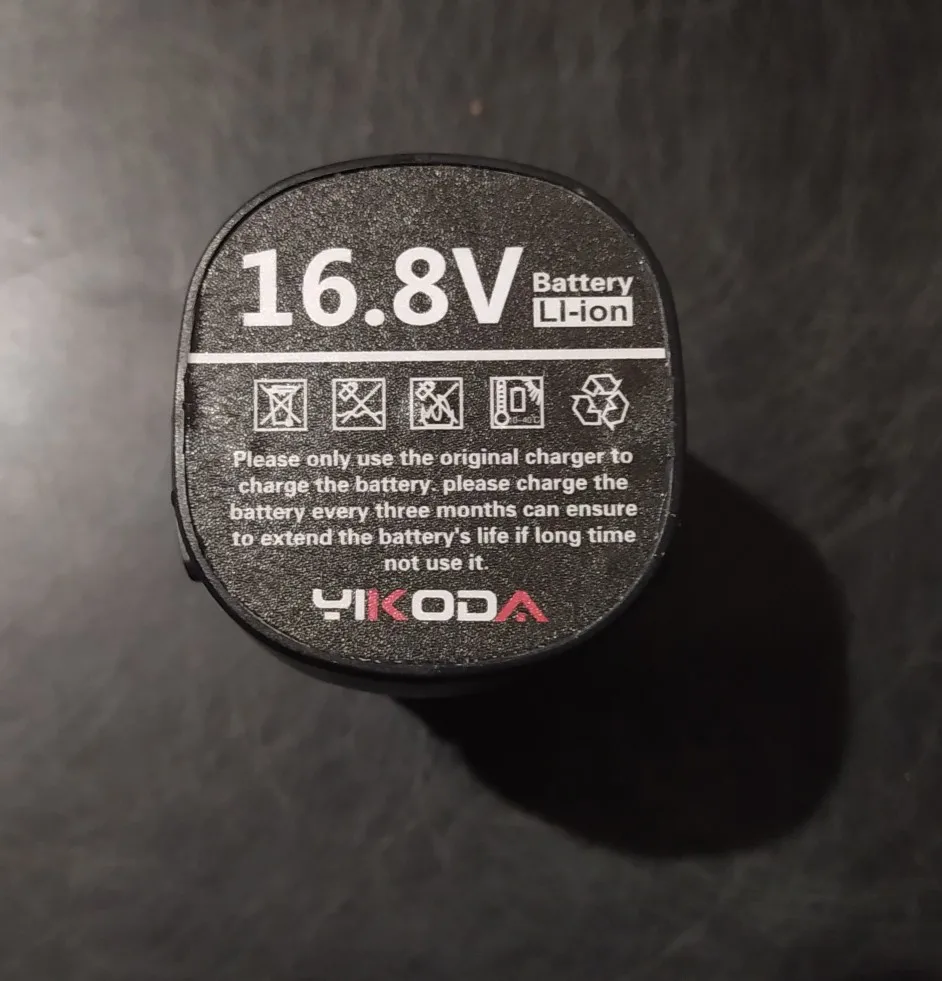 16.8V
Battery
LI-ion
Please only use the original charger to
charge the battery. please charge the
battery every three months can ensure
to extend the battery's life if long time
not use it.
YIKODA